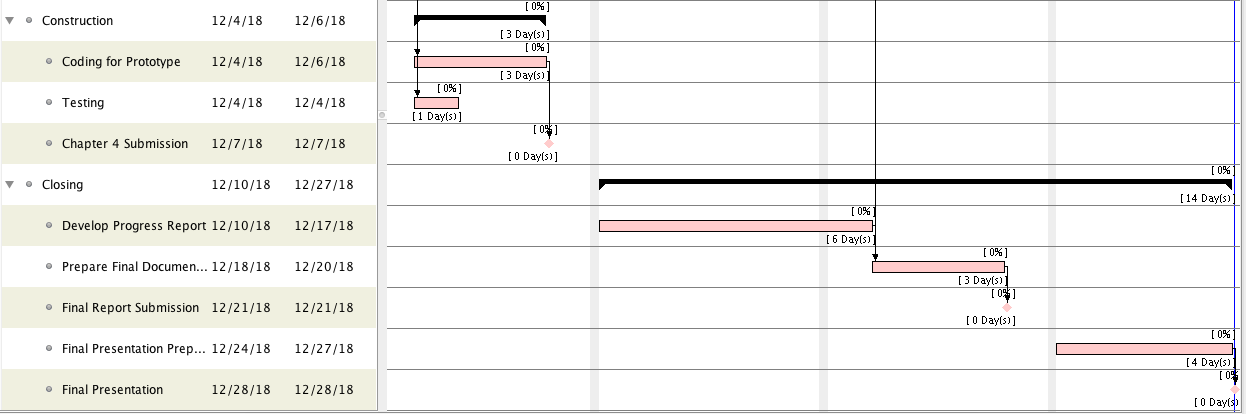 [ 0%]
Construction 12/4/18 12/6/18
[ 3 Day(s)]
[ 0%]
Coding for Prototype 12/4/18 12/6/18
[ 3 Day(s)]
[ 0%]
Testing 12/4/18 12/4/18
[ 1 Day(s)]
[ 0%]
Chapter 4 Submission 12/7/18 12/7/18
[ 0 Day(s)]
[ 0%]
Closing 12/10/18 12/27/18
[ 14 Day(s)]
[ 0%]
Develop Progress Report 12/10/18 12/17/18
[ 6 Day(s)]
[ 0%]
Prepare Final Documen... 12/18/18 12/20/18
[ 3 Day(s)]
[ 0%]
Final Report Submission 12/21/18 12/21/18
[ 0 Day(s)]
[ 0%]
Final Presentation Prep... 12/24/18 12/27/18
[ 4 Day(s)]
[ 0%
Final Presentation 12/28/18 12/28/18
[ 0 Day(s)